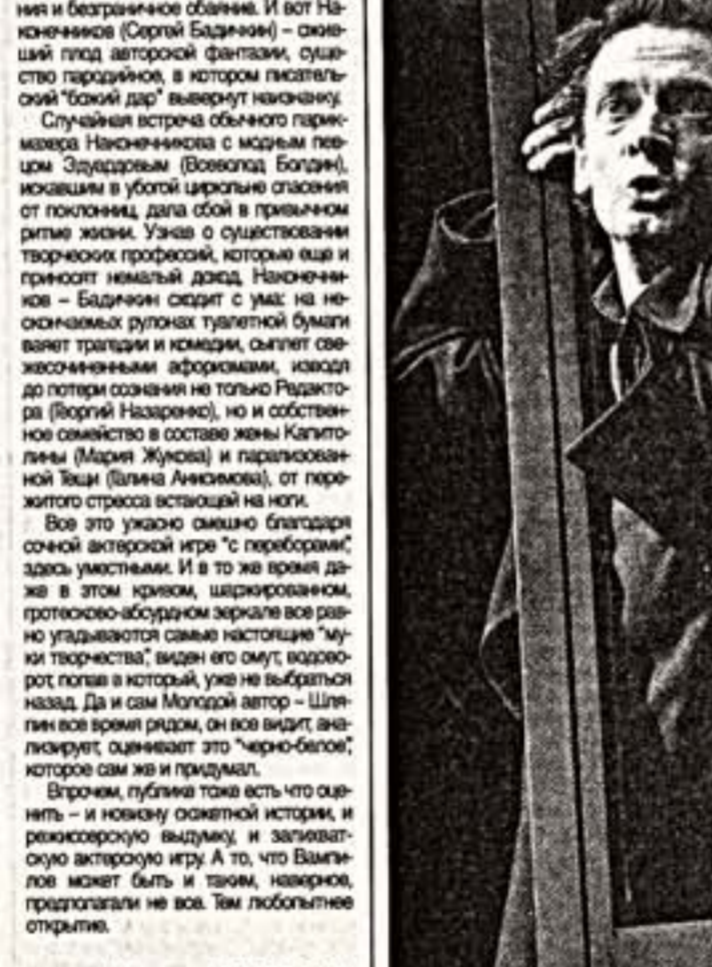 ния и безграничное обаяние. И вот На-
конечников (Сергей Бадичкин) – ожив-
ший плод авторской фантазии, суще-
ство пародийное, в котором писатель-
ский "божий дар" вывернут наизнанку.
Случайная встреча обычного парик-
махера Наконечникова с модным пев-
цом Эдуардовым (Всеволод Болдин),
искавшим в убогой цирюльне спасения
от поклонниц, дала сбой в привычном
ритме жизни. Узнав о существовании
творческих профессий, которые еще и
приносят немалый доход, Наконечни-
ков – Бадичкин сходит с ума: на не-
скончаемых рулонах туалетной бумаги
ваяет трагедии и комедии, сыплет све-
жесочиненными афоризмами, изводя
до потери сознания не только Редакто-
ра (Георгий Назаренко), но и собствен-
ное семейство в составе жены Капито-
лины (Мария Жукова) и парализован-
ной Тещи (Галина Анисимова), от пере-
житого стресса встающей на ноги.
Все это ужасно смешно благодаря
сочной актерской игре "с переборами",
здесь уместными. И в то же время да-
же в этом кривом, шаржированном,
гротесково-абсурдном зеркале все рав-
но угадываются самые настоящие "му-
ки творчества", виден его омут, водово-
рот, попав в который, уже не выбраться
назад. Да и сам Молодой автор – Шля-
пин все время рядом, он все видит, ана-
лизирует, оценивает это "черно-белое",
которое сам же и придумал.
Впрочем, публике тоже есть что оце-
нить – и новизну сюжетной истории, и
режиссерскую выдумку, и залихват-
скую актерскую игру. А то, что Вампи-
лов может быть и таким, наверное,
предполагали не все. Тем любопытнее
открытие.